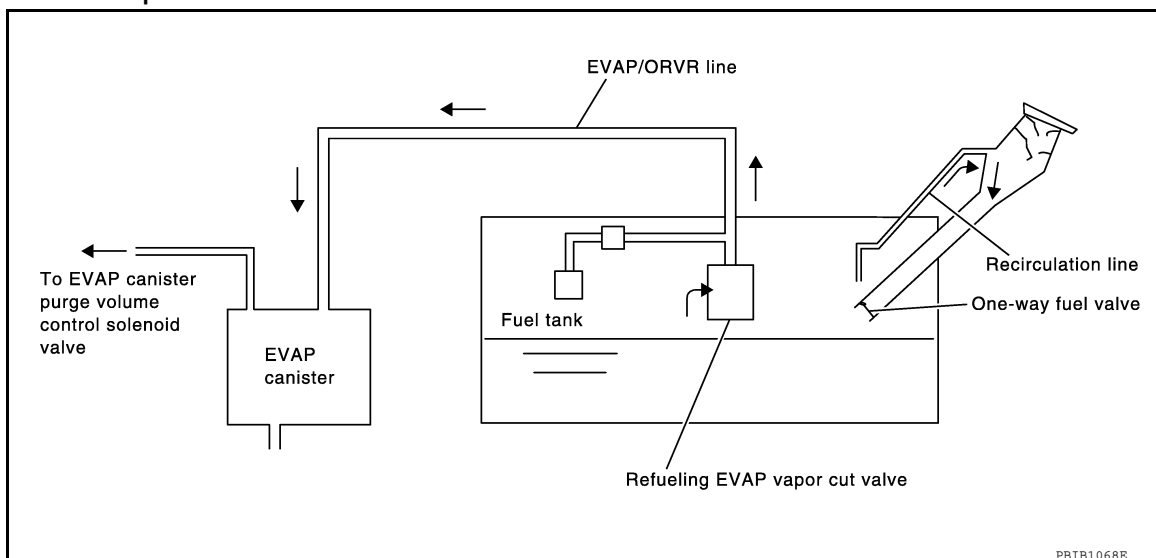 EVAP/ORVR line
To EVAP canister
purge volume
control solenoid
valve
EVAP
canister
Fuel tank
Recirculation line
One-way fuel valve
Refueling EVAP vapor cut valve
PBIB1068E